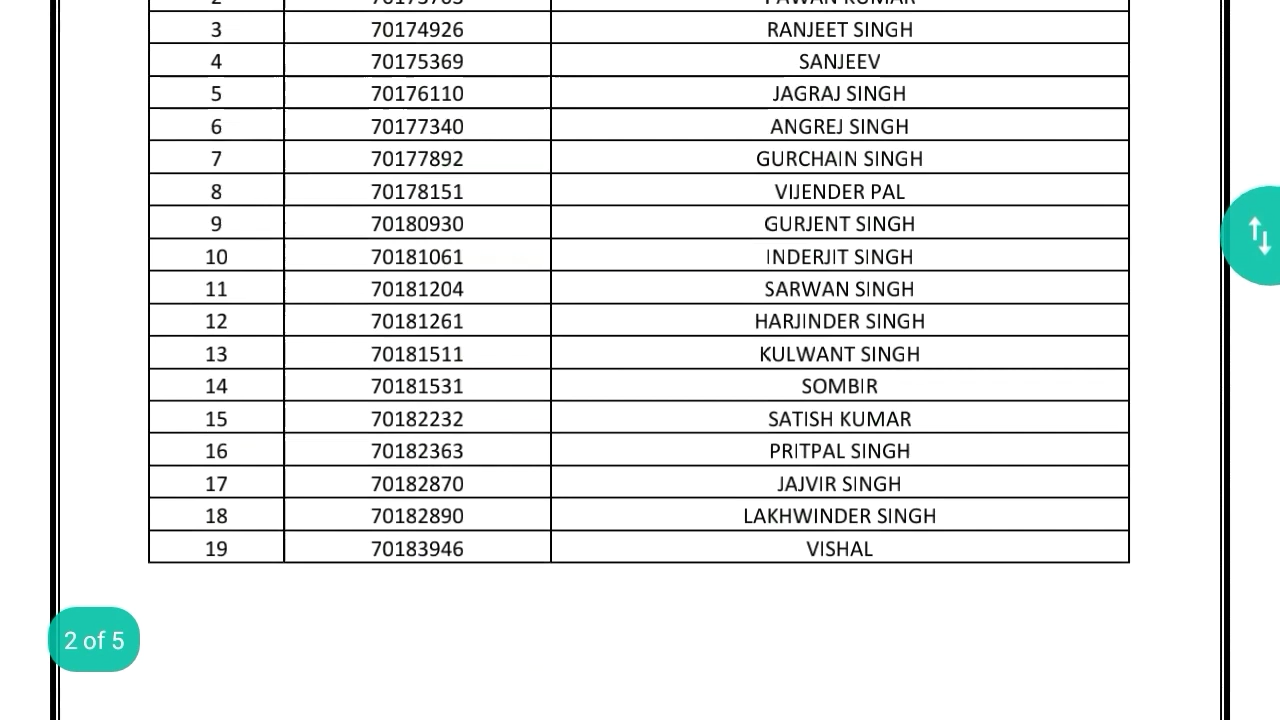 3 70174926 RANJEET SINGH
4 70175369 SANJEEV
5 70176110 JAGRAJ SINGH
6 70177340 ANGREJ SINGH
7 70177892 GURCHAIN SINGH
8 70178151 VIJENDER PAL
9 70180930 GURJENT SINGH
10 70181061 INDERJIT SINGH
11 70181204 SARWAN SINGH
12 70181261 HARJINDER SINGH
13 70181511 KULWANT SINGH
14 70181531 SOMBIR
15 70182232 SATISH KUMAR
16 70182363 PRITPAL SINGH
17 70182870 JAJVIR SINGH
18 70182890 LAKHWINDER SINGH
19 70183946 VISHAL
2 of 5